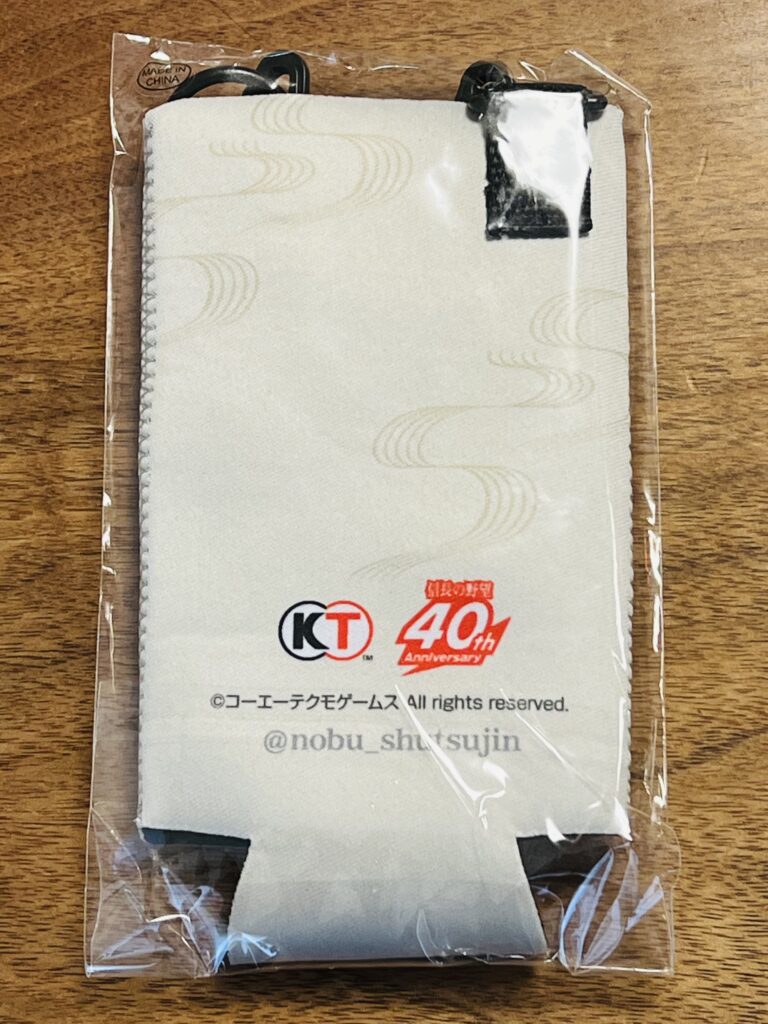 MADE IN
CHINA
KT
TM
信長の野望
40th
Anniversary
©コーエーテクモゲームス All rights reserved.
@nobu_shutsujin